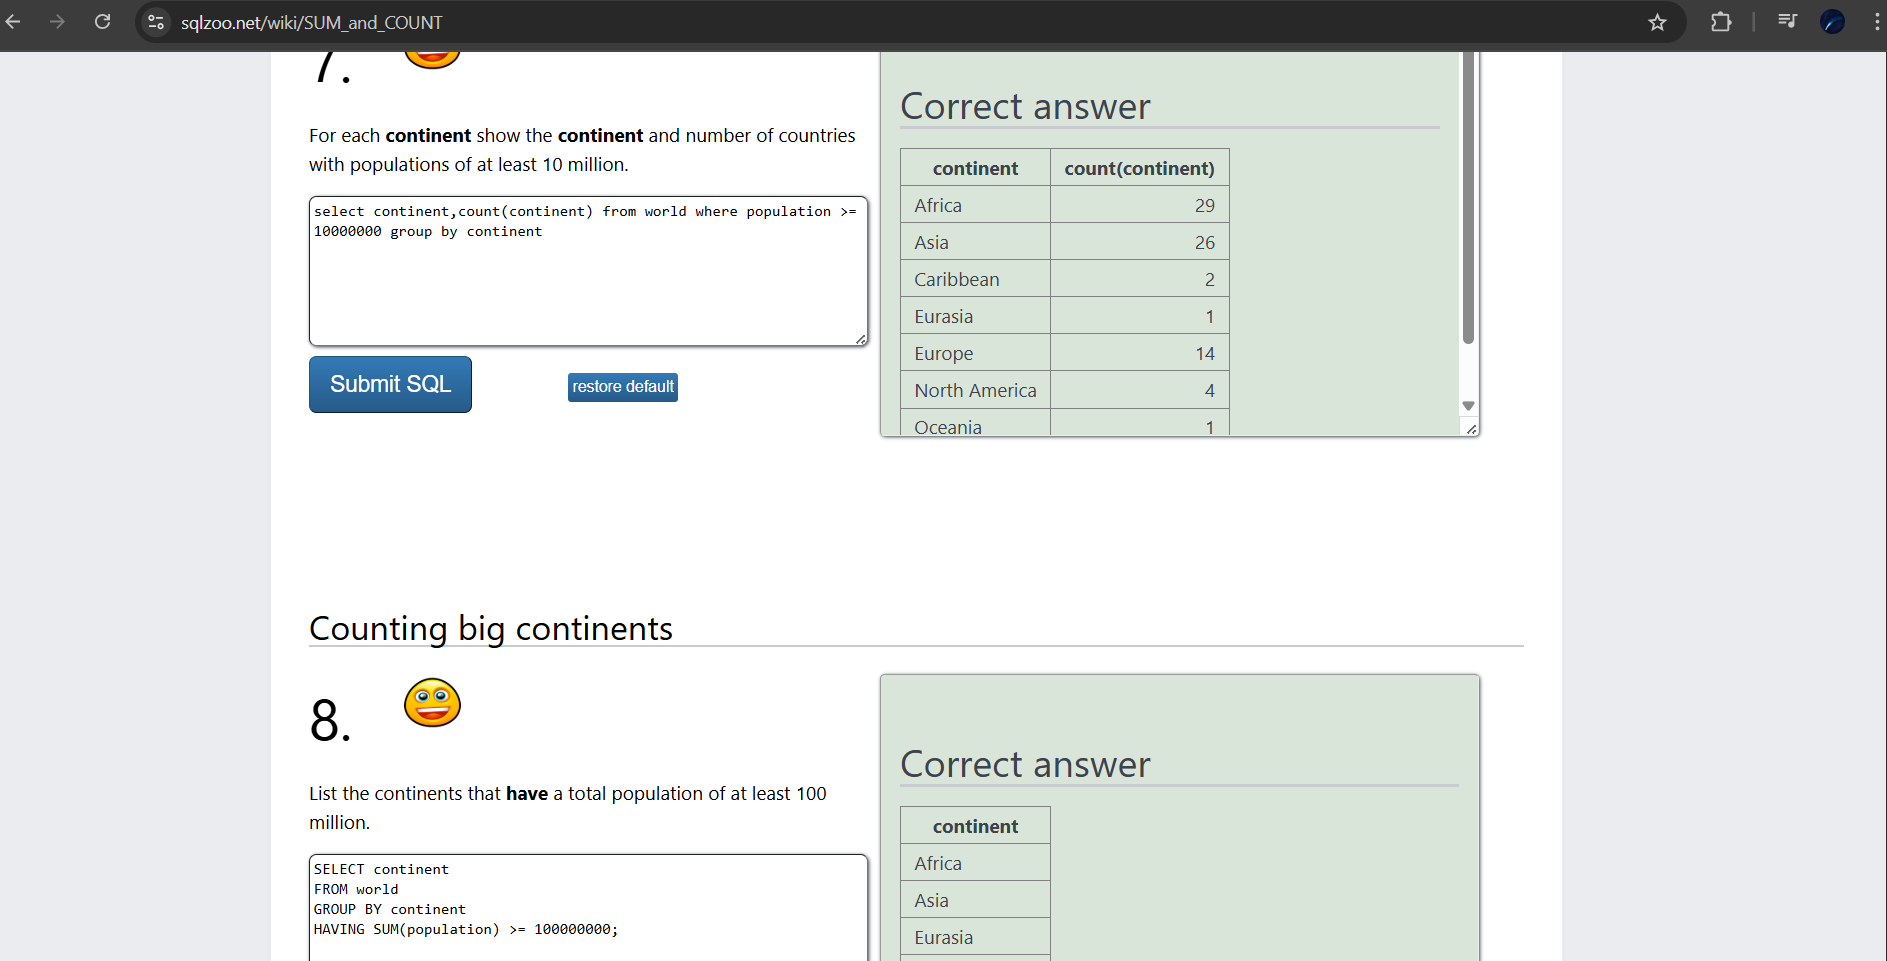 sqlzoo.net/wiki/SUM_and_COUNT
7.
For each continent show the continent and number of countries
with populations of at least 10 million.
select continent,count(continent) from world where population >=
10000000 group by continent
Submit SQL
restore default
Correct answer
continent count(continent)
Africa 29
Asia 26
Caribbean 2
Eurasia 1
Europe 14
North America 4
Oceania 1
Counting big continents
8.
List the continents that have a total population of at least 100
million.
SELECT continent
FROM world
GROUP BY continent
HAVING SUM(population) >= 100000000;
Correct answer
continent
Africa
Asia
Eurasia